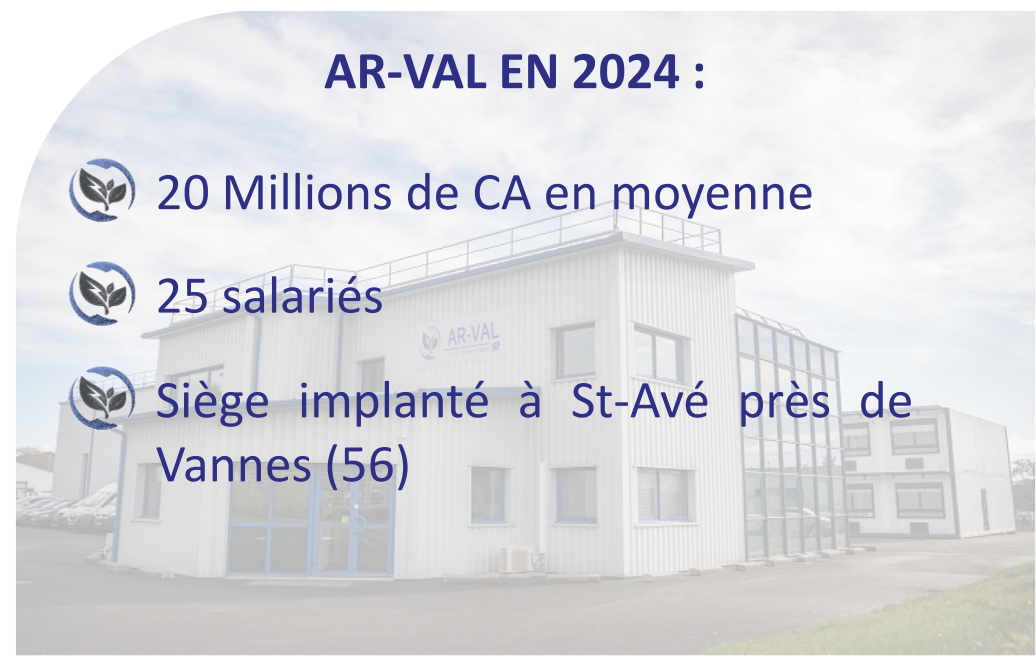 AR-VAL EN 2024 :
20 Millions de CA en moyenne
25 salariés
AR-VAL
Siège implanté à St-Avé près de
Vannes (56)